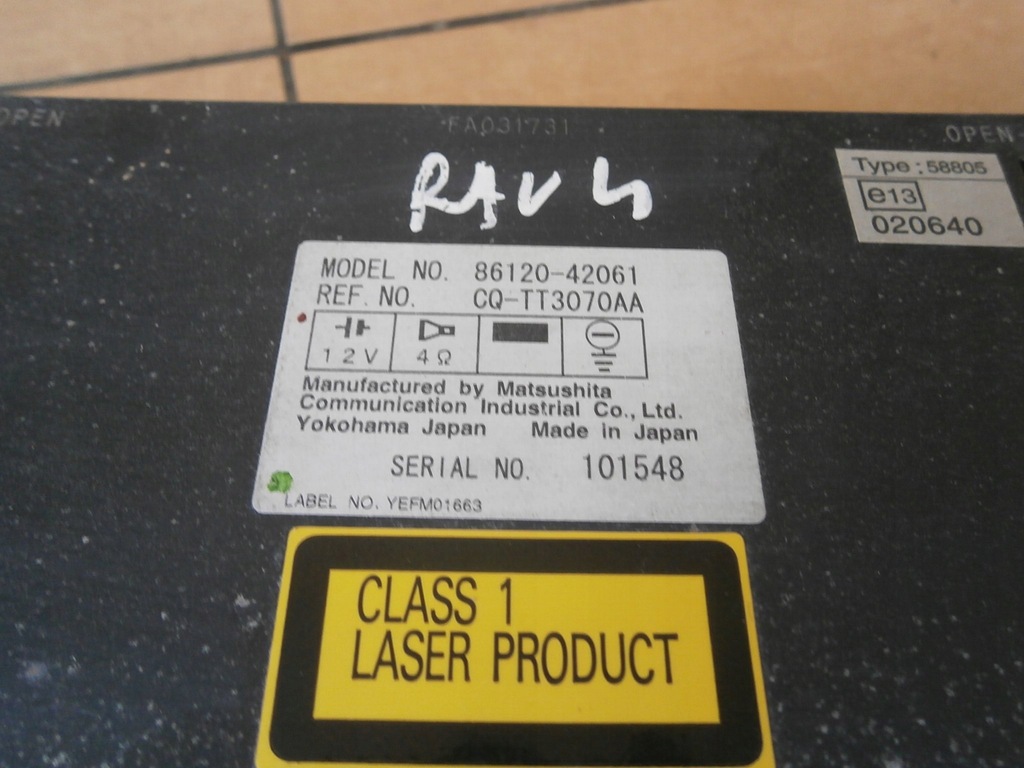 OPEN
FA031731
OPEN
RAV4
Type : 58805
e13
020640
MODEL NO. 86120-42061
REF. NO. CQ-TT3070AA
12V 4Ω
Manufactured by Matsushita
Communication Industrial Co., Ltd.
Yokohama Japan Made in Japan
SERIAL NO. 101548
LABEL NO. YEFM01663
CLASS 1
LASER PRODUCT